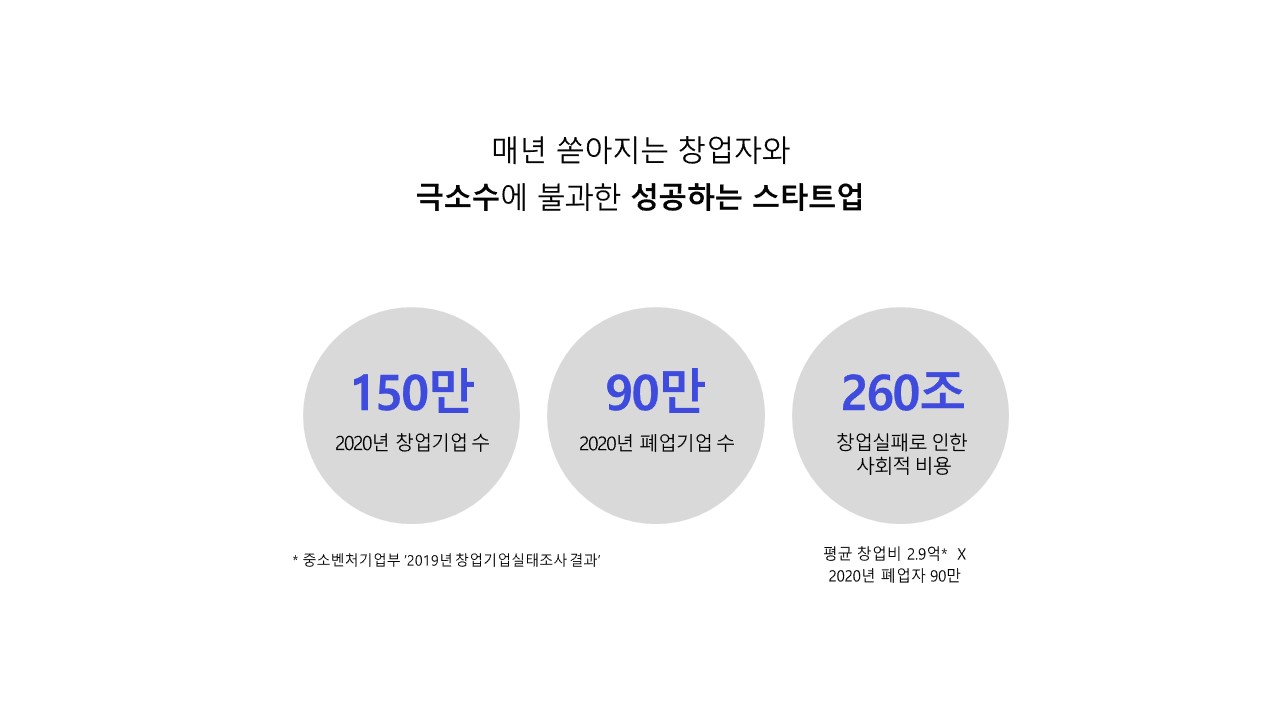 매년 쏟아지는 창업자와
극소수에 불과한 성공하는 스타트업
150만
2020년 창업기업 수
90만
2020년 폐업기업 수
260조
창업실패로 인한
사회적 비용
* 중소벤처기업부 '2019년 창업기업실태조사 결과'
평균 창업비 2.9억* X
2020년 폐업자 90만